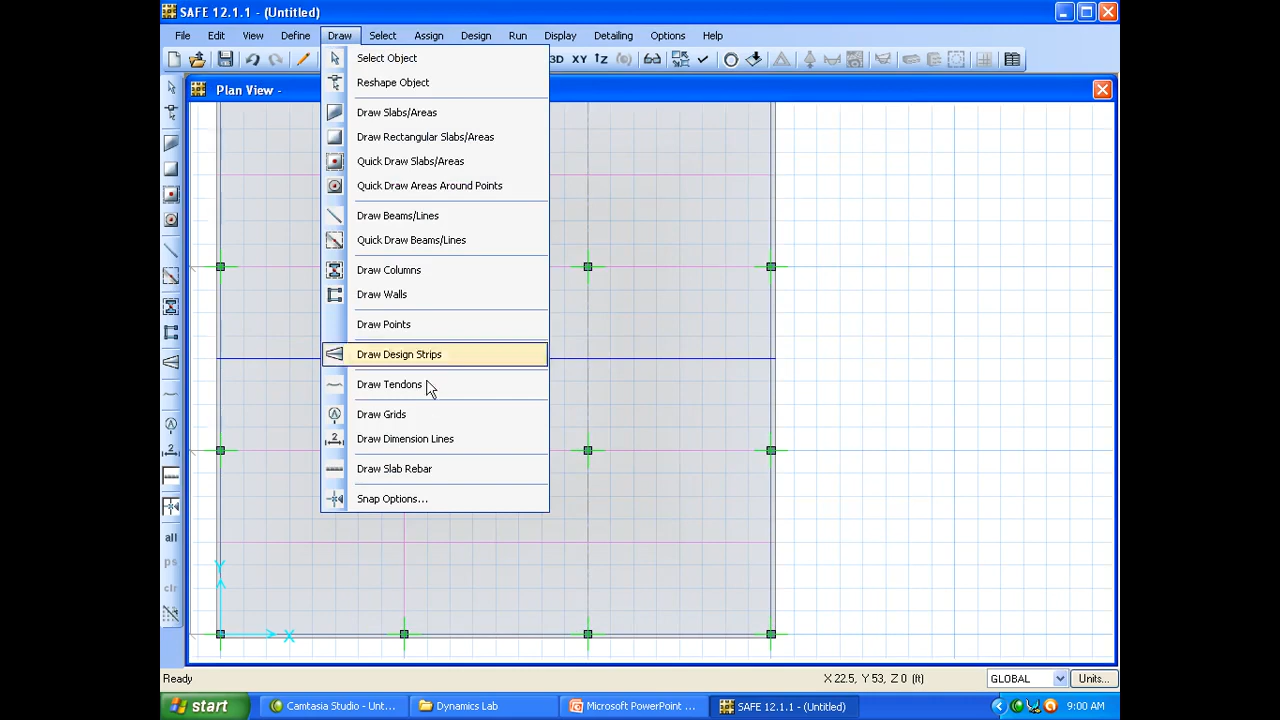 SAFE 12.1.1 - (Untitled)
File Edit View Define Draw Select Assign Design Run Display Detailing Options Help
3D XY
Plan View -
Select Object
Reshape Object
Draw Slabs/Areas
Draw Rectangular Slabs/Areas
Quick Draw Slabs/Areas
Quick Draw Areas Around Points
Draw Beams/Lines
Quick Draw Beams/Lines
Draw Columns
Draw Walls
Draw Points
Draw Design Strips
Draw Tendons
Draw Grids
Draw Dimension Lines
Draw Slab Rebar
Snap Options...
all
ps
clr
Y
X
Ready X 22.5, Y 53, Z 0 (ft) GLOBAL Units...
start Camtasia Studio - Unt... Dynamics Lab Microsoft PowerPoint ... SAFE 12.1.1 - (Untitled) 9:00 AM